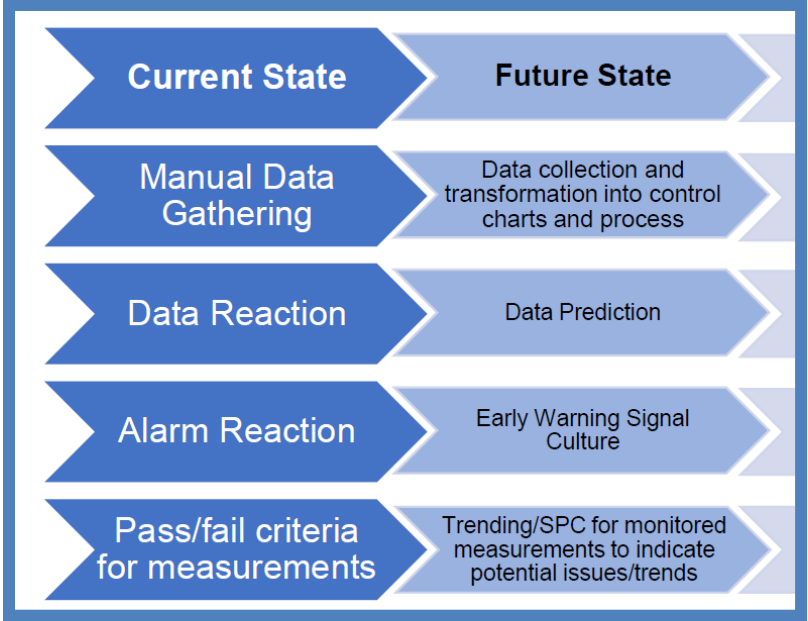 Current State
Future State
Manual Data
Gathering
Data collection and
transformation into control
charts and process
Data Reaction
Data Prediction
Alarm Reaction
Early Warning Signal
Culture
Pass/fail criteria
for measurements
Trending/SPC for monitored
measurements to indicate
potential issues/trends